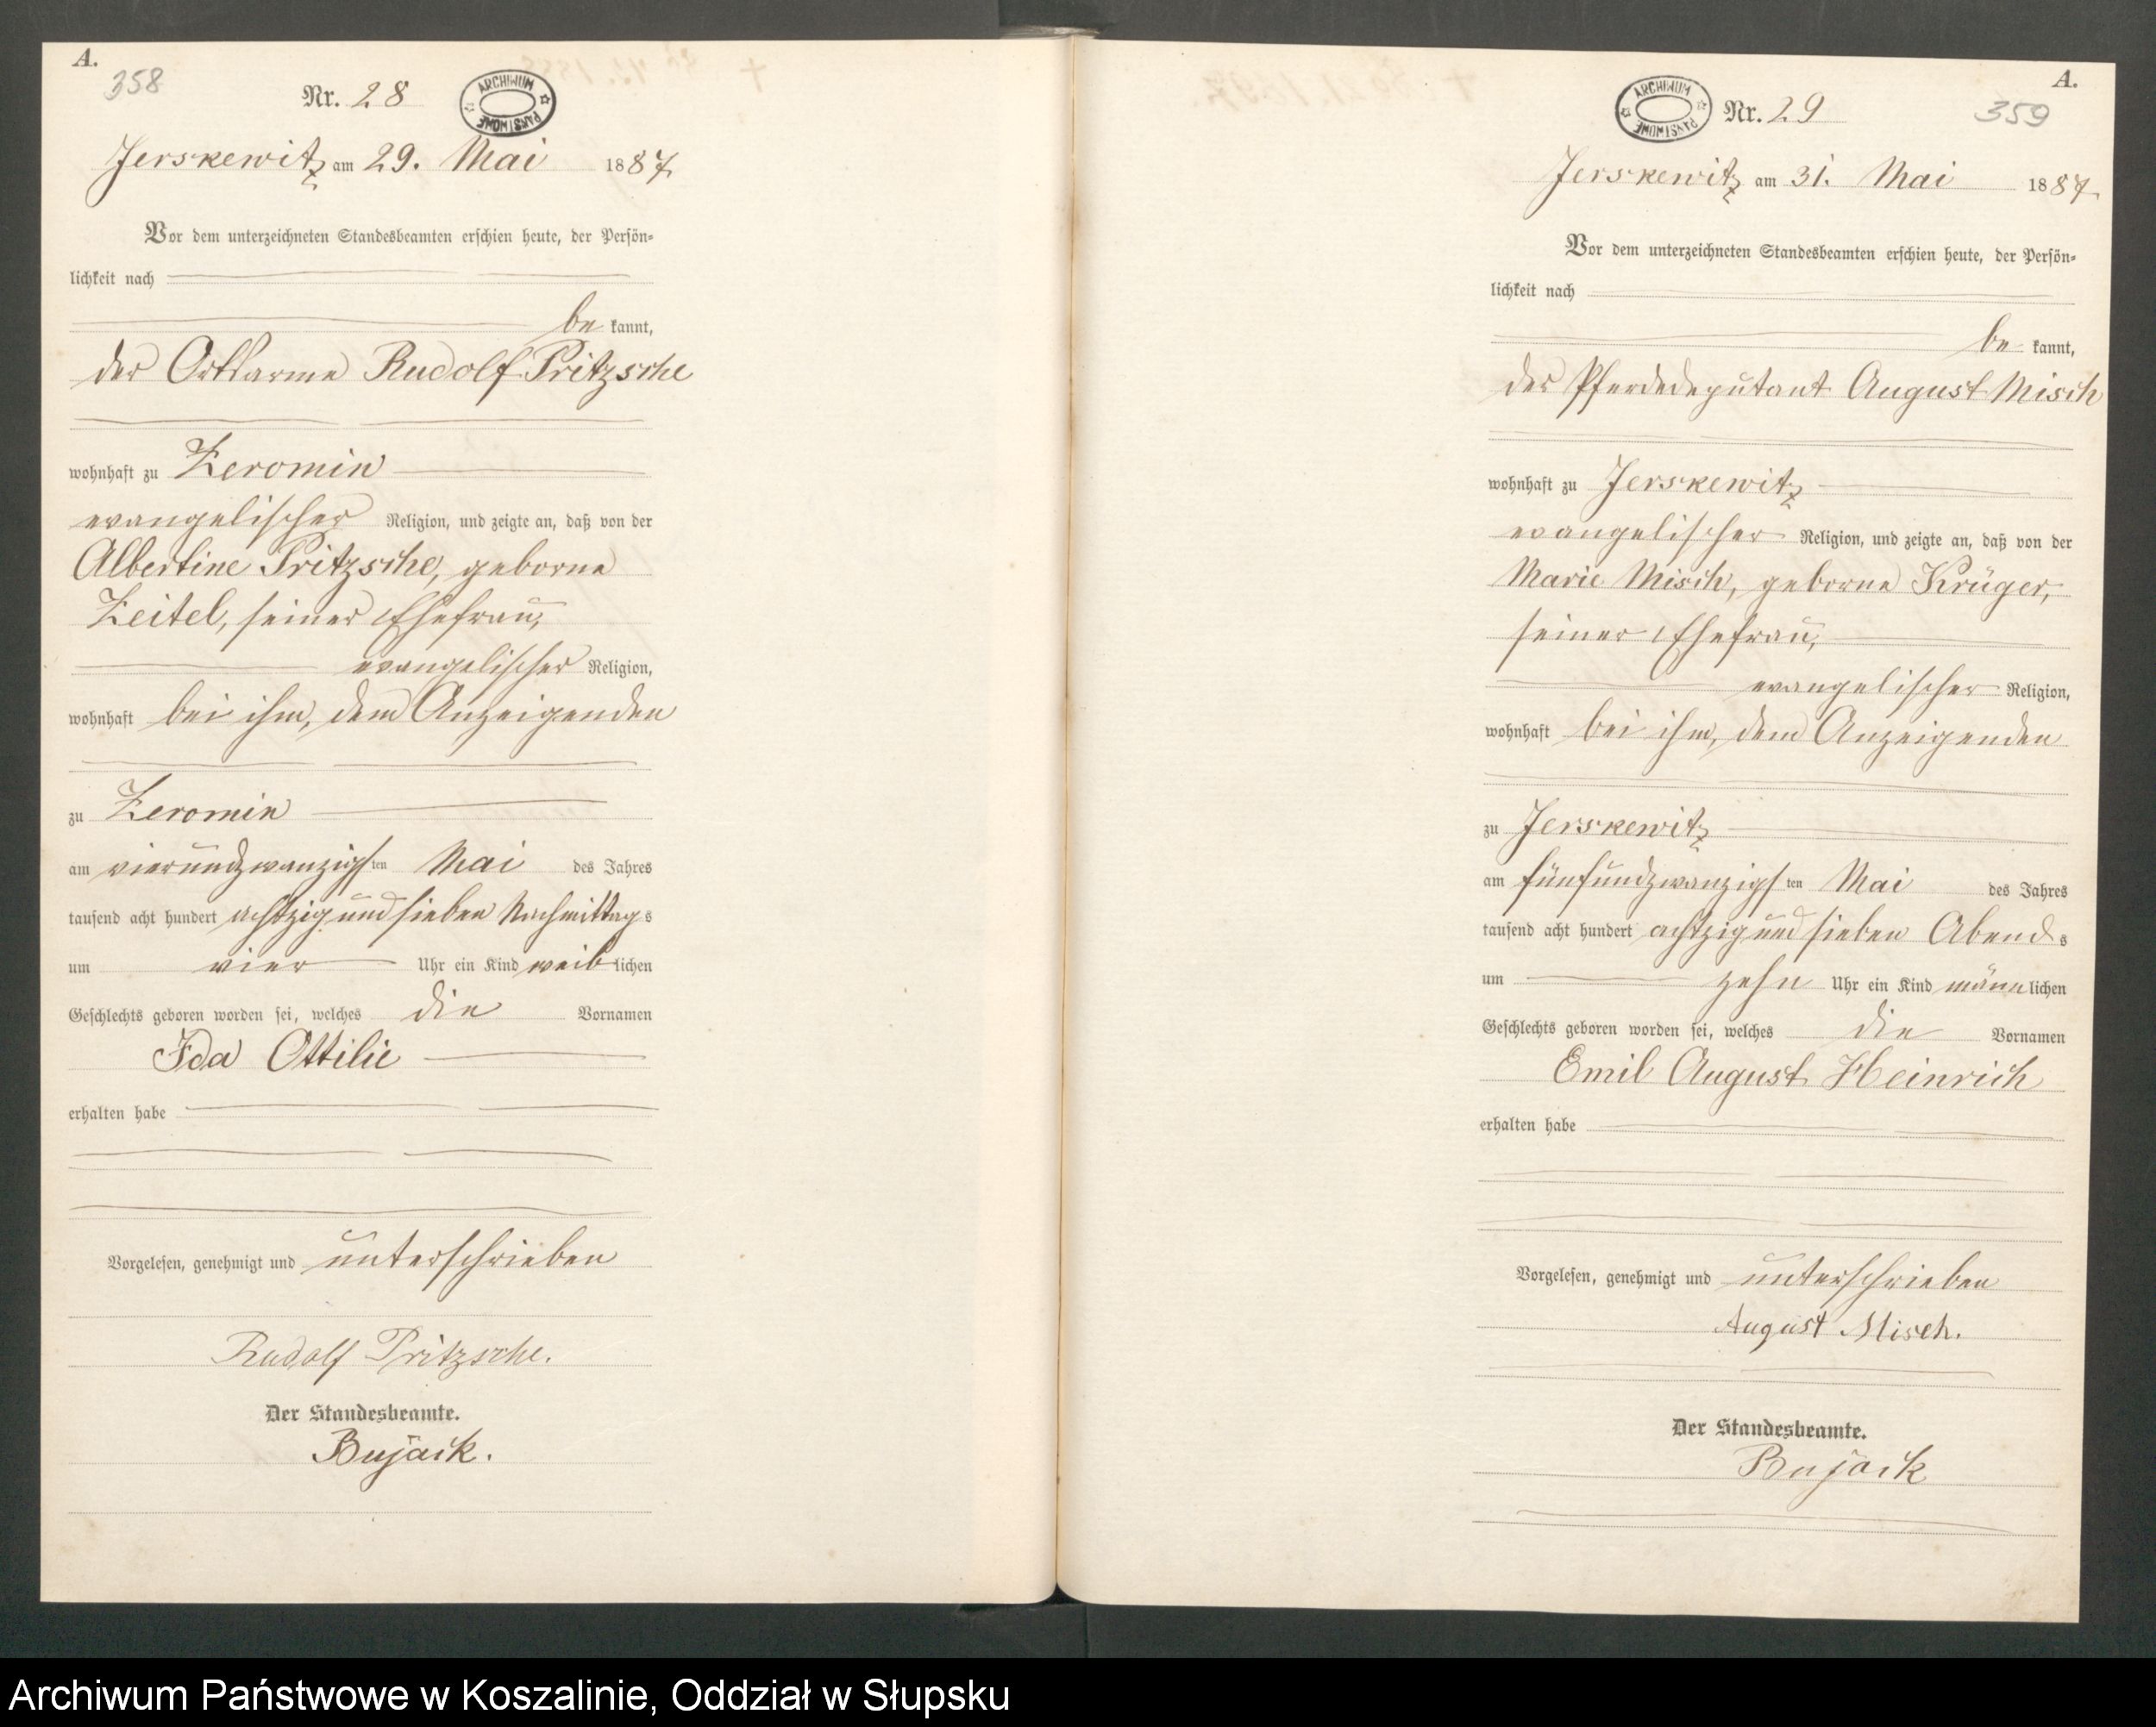 A.
358
Nr. 28
ARCHIWUM PAŃSTWOWE
Jerskewitz am 29. Mai 1887
Vor dem unterzeichneten Standesbeamten erschien heute, der Persön-
lichkeit nach
be kannt,
der Ortsarme Rudolf Pritzsche
wohnhaft zu Zeromin
evangelischer Religion, und zeigte an, daß von der
Albertine Pritzsche, geborne
Zeitel, seiner Ehefrau,
evangelischer Religion,
wohnhaft bei ihm, dem Anzeigenden
zu Zeromin
am vierundzwanzigsten Mai des Jahres
tausend acht hundert achtzig und sieben Nachmittags
um vier Uhr ein Kind weiblichen
Geschlechts geboren worden sei, welches die Vornamen
Ida Ottilie
erhalten habe
Vorgelesen, genehmigt und unterschrieben
Rudolf Pritzsche.
Der Standesbeamte.
Bujack.
A.
359
ARCHIWUM PAŃSTWOWE
Nr. 29
Jerskewitz am 31. Mai 1887
Vor dem unterzeichneten Standesbeamten erschien heute, der Persön-
lichkeit nach
be kannt,
der Pferdedeputant August Misch
wohnhaft zu Jerskewitz
evangelischer Religion, und zeigte an, daß von der
Marie Misch, geborne Krüger,
seiner Ehefrau,
evangelischer Religion,
wohnhaft bei ihm, dem Anzeigenden
zu Jerskewitz
am fünfundzwanzigsten Mai des Jahres
tausend acht hundert achtzig und sieben Abends
um zehn Uhr ein Kind männlichen
Geschlechts geboren worden sei, welches die Vornamen
Emil August Heinrich
erhalten habe
Vorgelesen, genehmigt und unterschrieben
August Misch.
Der Standesbeamte.
Bujack
Archiwum Państwowe w Koszalinie, Oddział w Słupsku